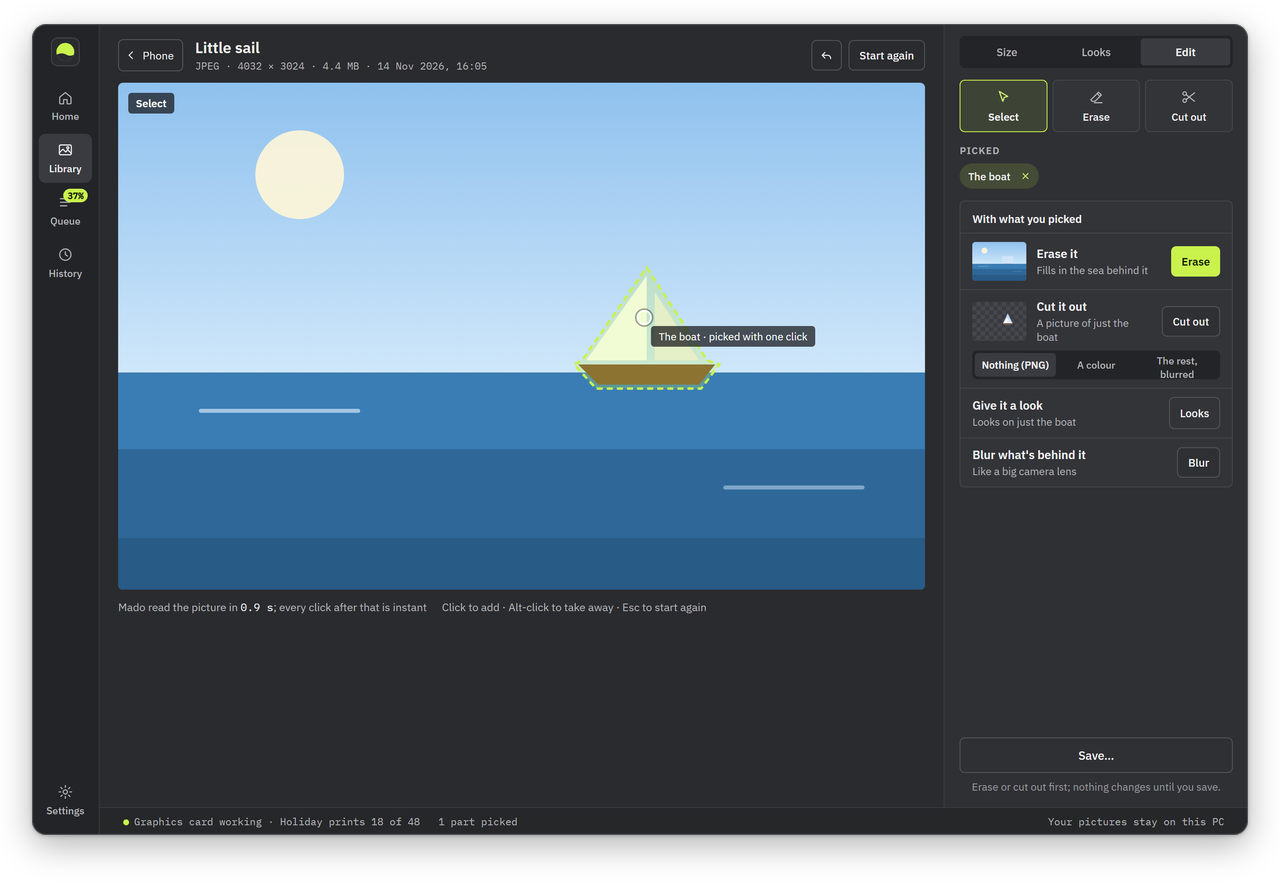 Home
Library
37%
Queue
History
Settings
Phone
Little sail
JPEG · 4032 × 3024 · 4.4 MB · 14 Nov 2026, 16:05
Start again
Select
The boat · picked with one click
Mado read the picture in 0.9 s; every click after that is instant
Click to add · Alt-click to take away · Esc to start again
Size
Looks
Edit
Select
Erase
Cut out
PICKED
The boat ×
With what you picked
Erase it
Fills in the sea behind it
Erase
Cut it out
A picture of just the
boat
Cut out
Nothing (PNG)
A colour
The rest,
blurred
Give it a look
Looks on just the boat
Looks
Blur what's behind it
Like a big camera lens
Blur
Save...
Erase or cut out first; nothing changes until you save.
Graphics card working · Holiday prints 18 of 48
1 part picked
Your pictures stay on this PC